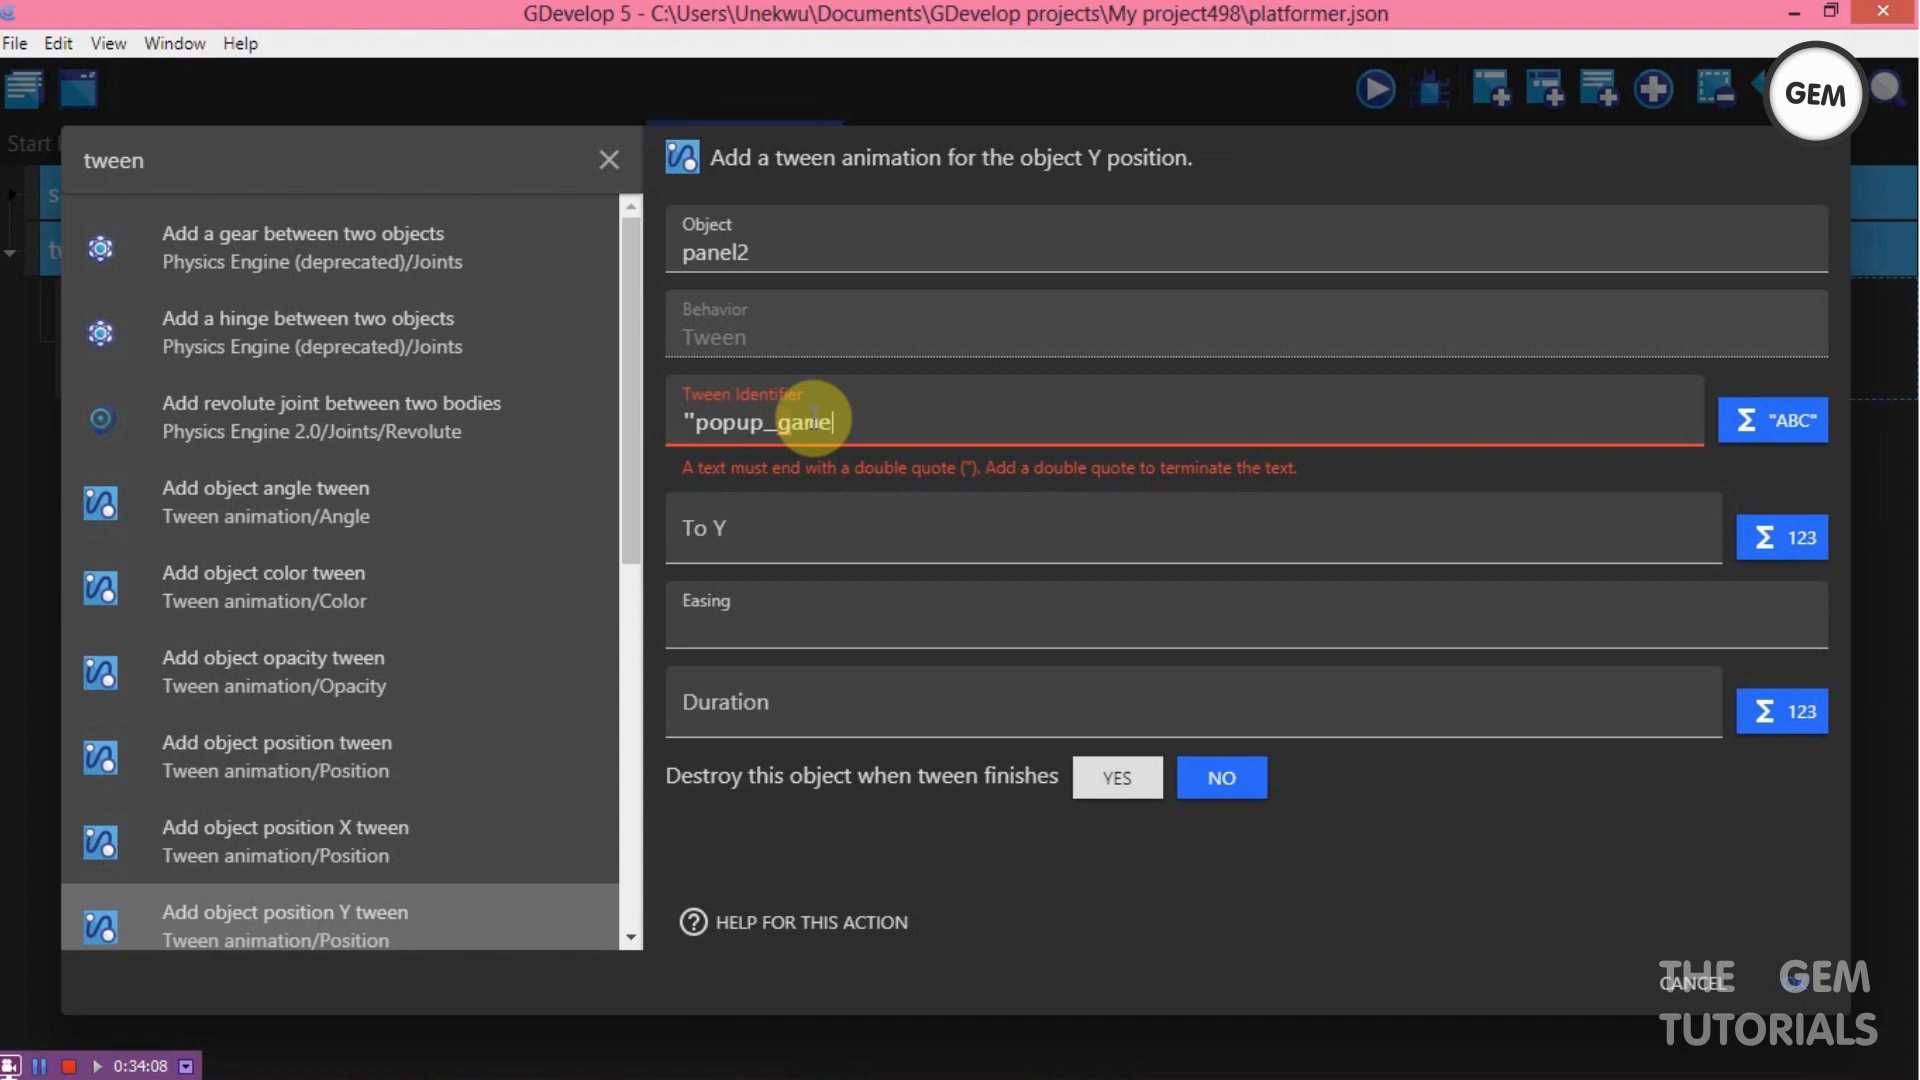 GDevelop 5 - C:\Users\Unekwu\Documents\GDevelop projects\My project498\platformer.json
File Edit View Window Help
GEM
Start
tween
Add a gear between two objects
Physics Engine (deprecated)/Joints
Add a hinge between two objects
Physics Engine (deprecated)/Joints
Add revolute joint between two bodies
Physics Engine 2.0/Joints/Revolute
Add object angle tween
Tween animation/Angle
Add object color tween
Tween animation/Color
Add object opacity tween
Tween animation/Opacity
Add object position tween
Tween animation/Position
Add object position X tween
Tween animation/Position
Add object position Y tween
Tween animation/Position
Add a tween animation for the object Y position.
Object
panel2
Behavior
Tween
Tween Identifier
"popup_gane
Σ "ABC"
A text must end with a double quote ("). Add a double quote to terminate the text.
To Y
Σ 123
Easing
Duration
Σ 123
Destroy this object when tween finishes YES NO
HELP FOR THIS ACTION
CANCEL
THE GEM
TUTORIALS
0:34:08